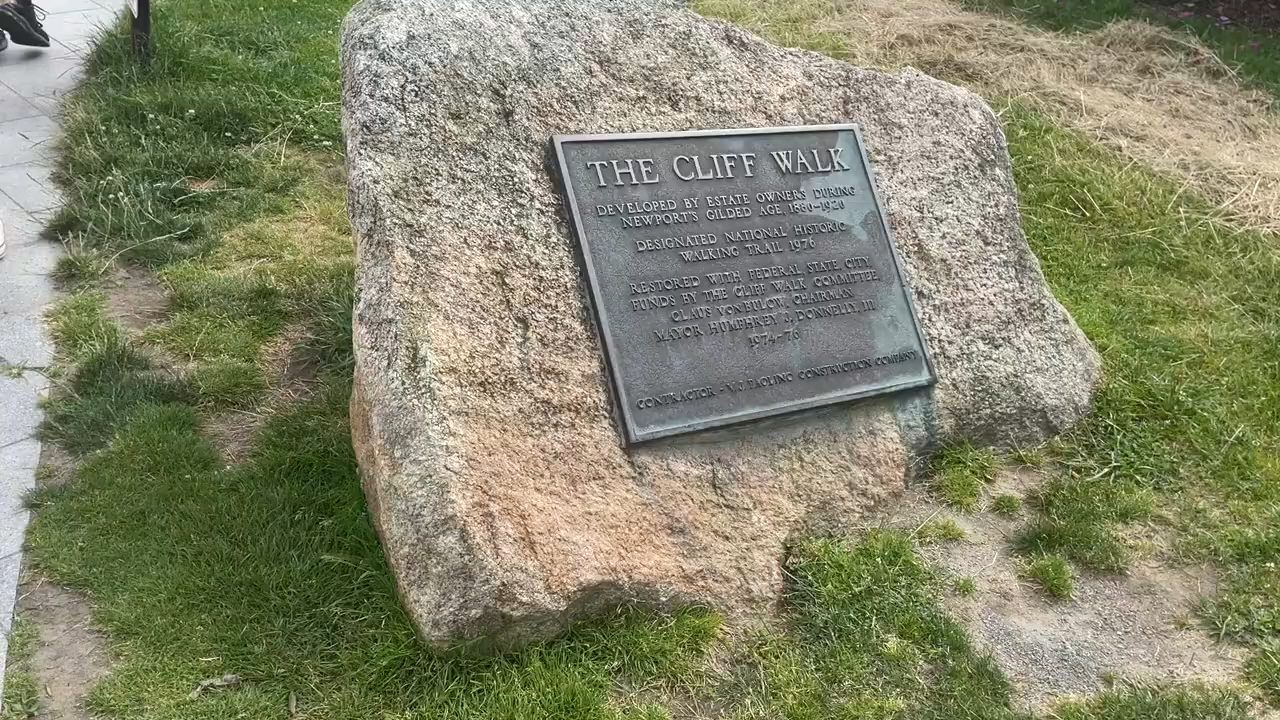 THE CLIFF WALK
DEVELOPED BY ESTATE OWNERS DURING
NEWPORT'S GILDED AGE, 1880-1920
DESIGNATED NATIONAL HISTORIC
WALKING TRAIL 1976
RESTORED WITH FEDERAL STATE CITY
FUNDS BY THE CLIFF WALK COMMITTEE
CLAUS VONBULOW, CHAIRMAN
MAYOR HUMPHREY J. DONNELLY, III
1974-76
CONTRACTOR - V.J. PAOLINO CONSTRUCTION COMPANY